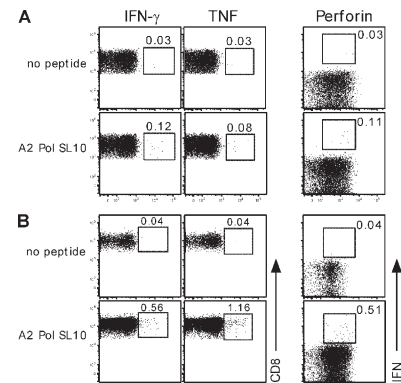 A
IFN-γ TNF Perforin
no peptide 0.03 0.03 0.03
A2 Pol SL10 0.12 0.08 0.11
B
no peptide 0.04 0.04 0.04
A2 Pol SL10 0.56 1.16 0.51
CD8
IFN